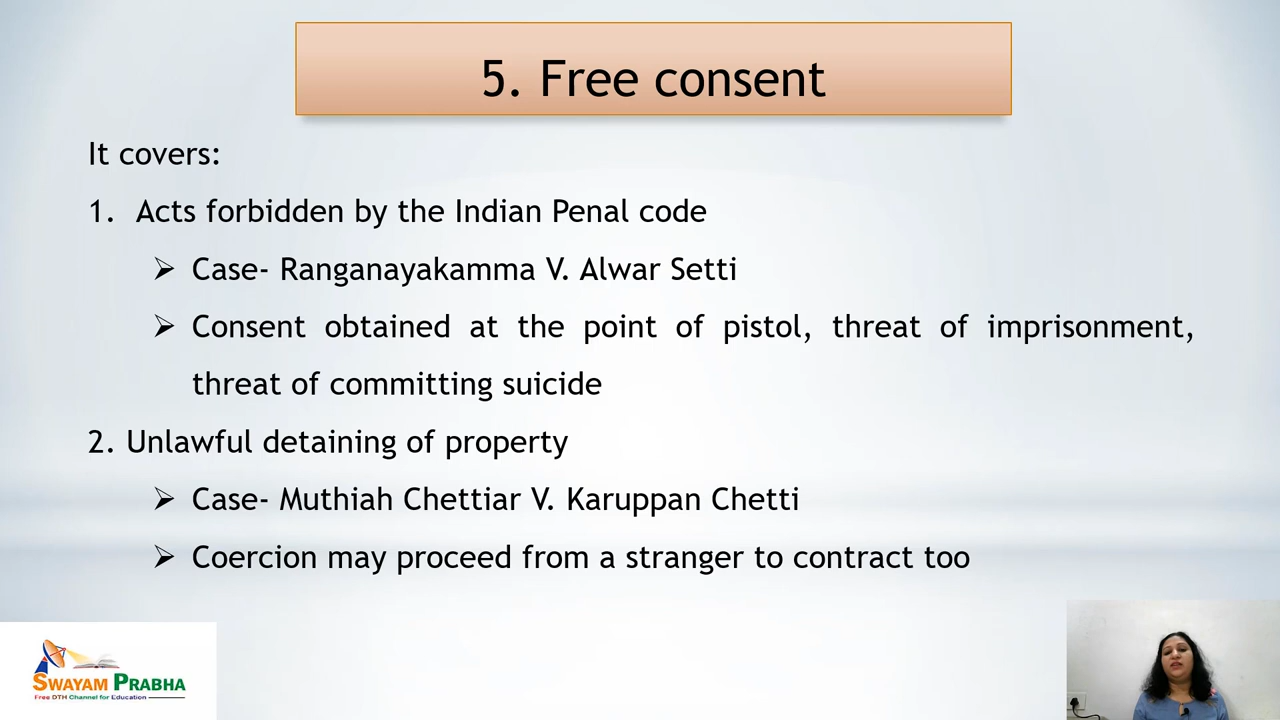 5. Free consent
It covers:
1. Acts forbidden by the Indian Penal code
➢ Case- Ranganayakamma V. Alwar Setti
➢ Consent obtained at the point of pistol, threat of imprisonment,
threat of committing suicide
2. Unlawful detaining of property
➢ Case- Muthiah Chettiar V. Karuppan Chetti
➢ Coercion may proceed from a stranger to contract too
SWAYAM PRABHA
Free DTH Channel for Education